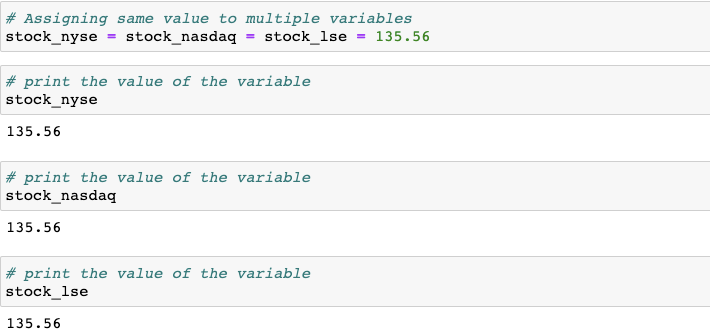 # Assigning same value to multiple variables
stock_nyse = stock_nasdaq = stock_lse = 135.56
# print the value of the variable
stock_nyse
135.56
# print the value of the variable
stock_nasdaq
135.56
# print the value of the variable
stock_lse
135.56